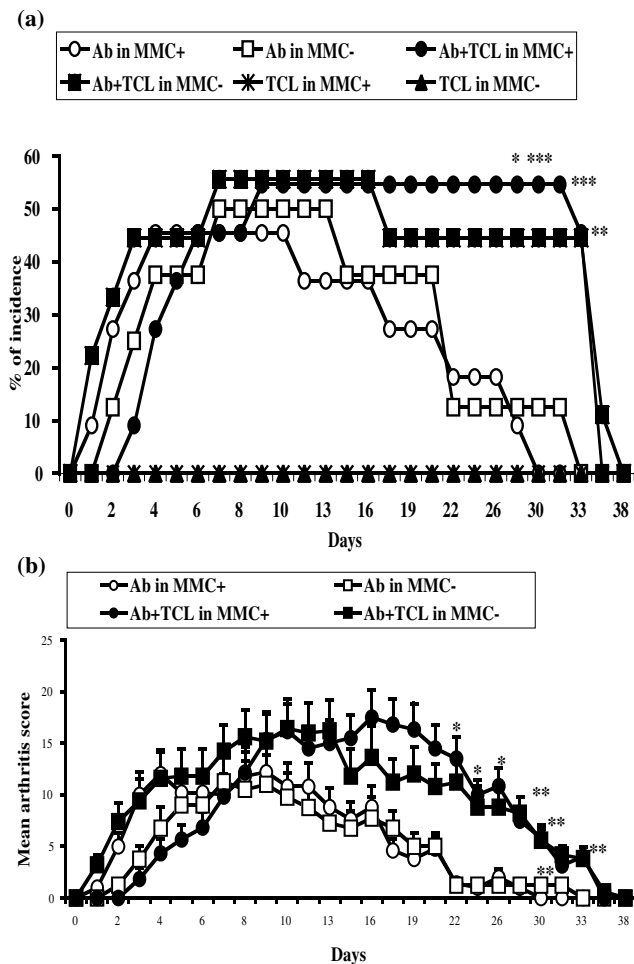 (a)
Ab in MMC+ Ab in MMC- Ab+TCL in MMC+
Ab+TCL in MMC- TCL in MMC+ TCL in MMC-
% of incidence
60
50
40
30
20
10
0
* ***
***
**
0 2 4 6 8 10 13 16 19 22 26 30 33 38
Days
(b)
Ab in MMC+ Ab in MMC-
Ab+TCL in MMC+ Ab+TCL in MMC-
Mean arthritis score
25
20
15
10
5
0
*
* *
**
**
**
**
0 2 4 6 8 10 13 16 19 22 26 30 33 38
Days